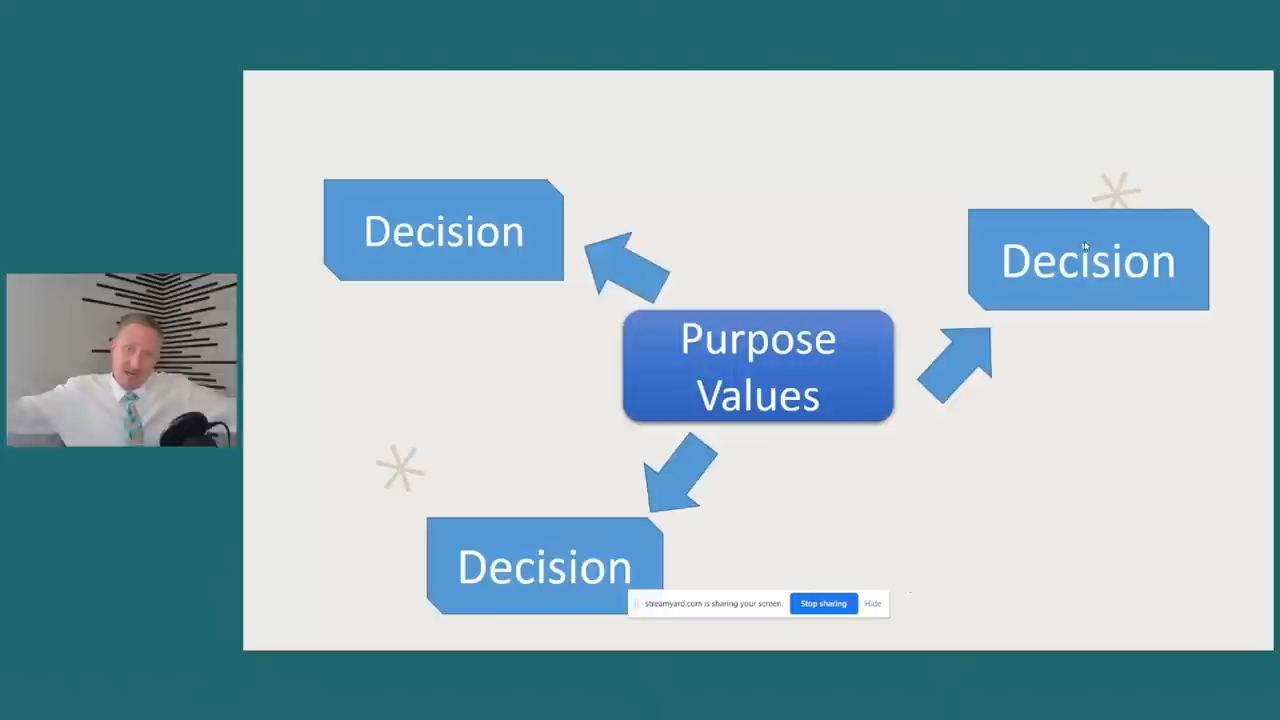 Decision
Decision
Purpose
Values
Decision
streamyard.com is sharing your screen.
Stop sharing
Hide